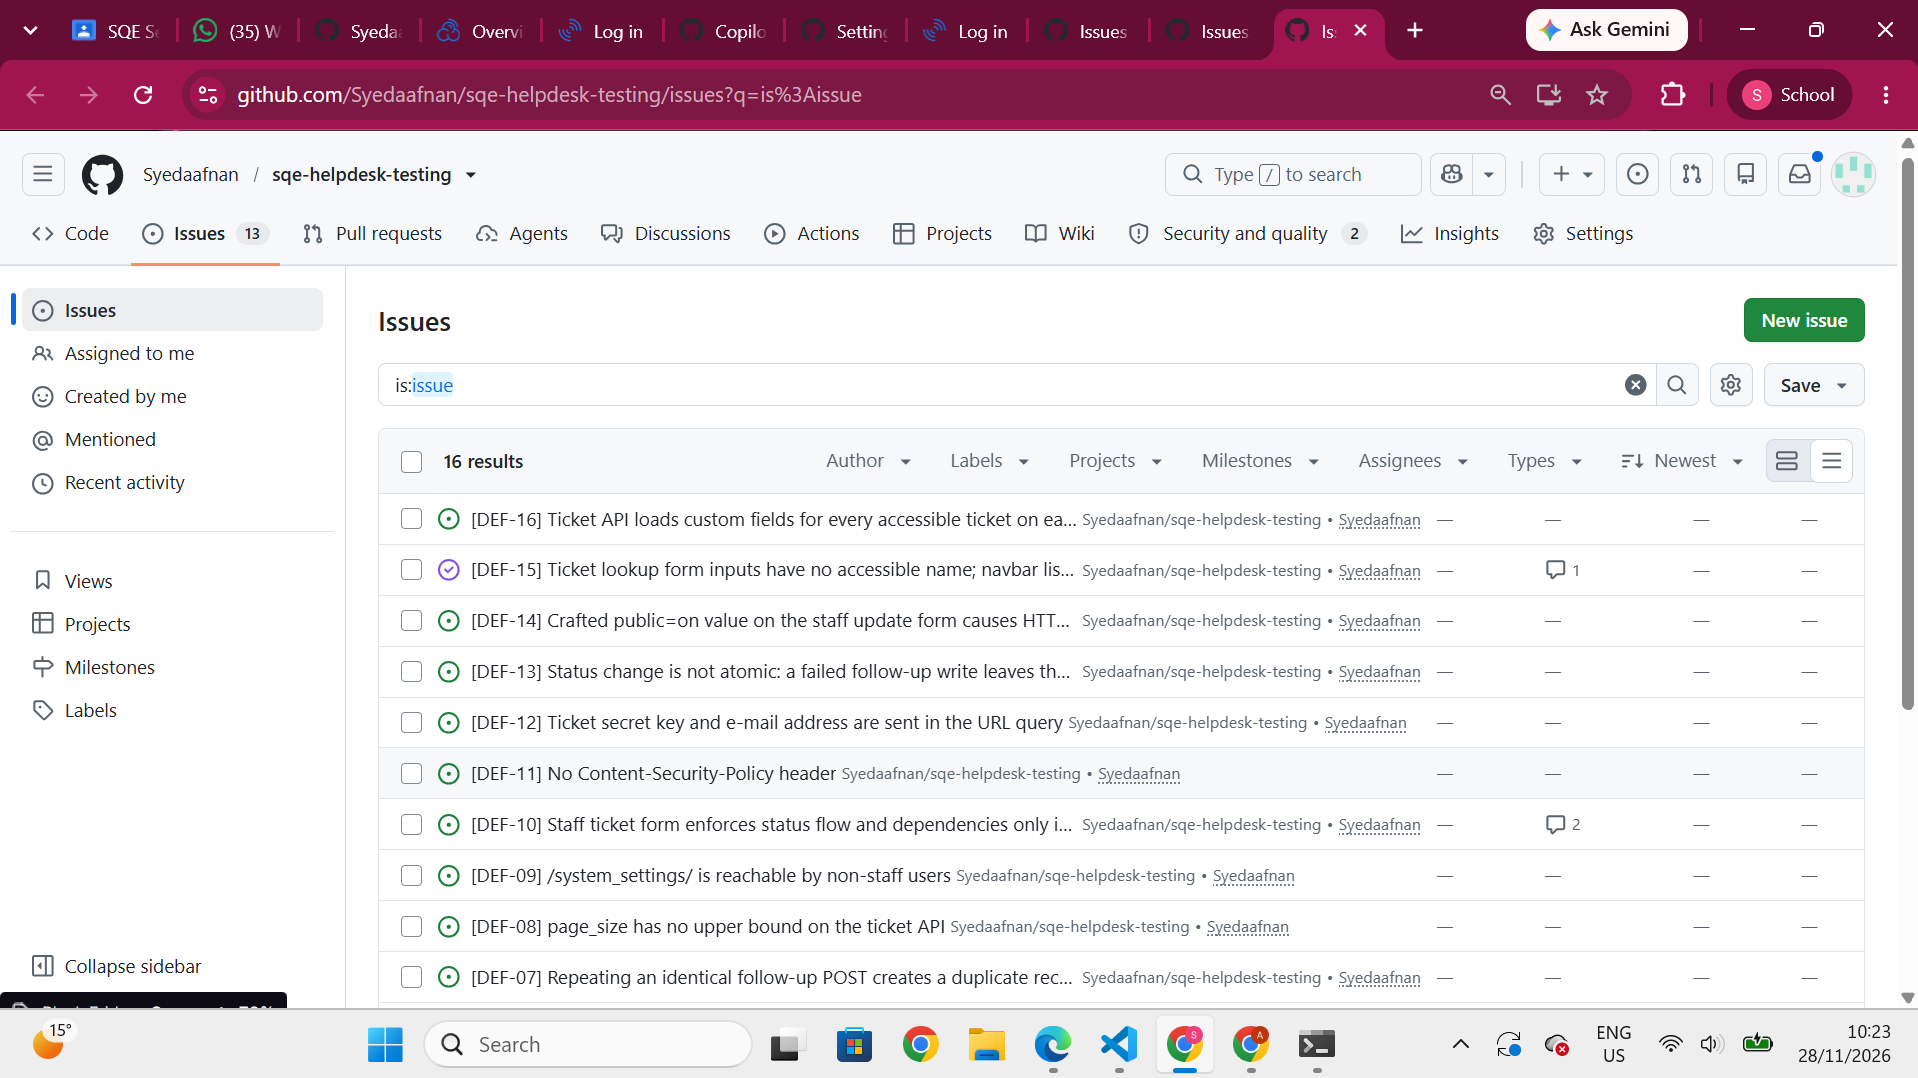 SQE Se
(35) W
Syeda
Overvi
Log in
Copilo
Setting
Log in
Issues
Issues
Is
Ask Gemini
github.com/Syedaafnan/sqe-helpdesk-testing/issues?q=is%3Aissue
S School
Syedaafnan / sqe-helpdesk-testing
Type / to search
Code
Issues 13
Pull requests
Agents
Discussions
Actions
Projects
Wiki
Security and quality 2
Insights
Settings
Issues
Assigned to me
Created by me
Mentioned
Recent activity
Views
Projects
Milestones
Labels
Collapse sidebar
Issues
New issue
is:issue
Save
16 results
Author Labels Projects Milestones Assignees Types Newest
[DEF-16] Ticket API loads custom fields for every accessible ticket on ea... Syedaafnan/sqe-helpdesk-testing • Syedaafnan — — — —
[DEF-15] Ticket lookup form inputs have no accessible name; navbar lis... Syedaafnan/sqe-helpdesk-testing • Syedaafnan — 1 — —
[DEF-14] Crafted public=on value on the staff update form causes HTT... Syedaafnan/sqe-helpdesk-testing • Syedaafnan — — — —
[DEF-13] Status change is not atomic: a failed follow-up write leaves th... Syedaafnan/sqe-helpdesk-testing • Syedaafnan — — — —
[DEF-12] Ticket secret key and e-mail address are sent in the URL query Syedaafnan/sqe-helpdesk-testing • Syedaafnan — — — —
[DEF-11] No Content-Security-Policy header Syedaafnan/sqe-helpdesk-testing • Syedaafnan — — — —
[DEF-10] Staff ticket form enforces status flow and dependencies only i... Syedaafnan/sqe-helpdesk-testing • Syedaafnan — 2 — —
[DEF-09] /system_settings/ is reachable by non-staff users Syedaafnan/sqe-helpdesk-testing • Syedaafnan — — — —
[DEF-08] page_size has no upper bound on the ticket API Syedaafnan/sqe-helpdesk-testing • Syedaafnan — — — —
[DEF-07] Repeating an identical follow-up POST creates a duplicate rec... Syedaafnan/sqe-helpdesk-testing • Syedaafnan — — — —
15°
Search
S
A
ENG
US
10:23
28/11/2026